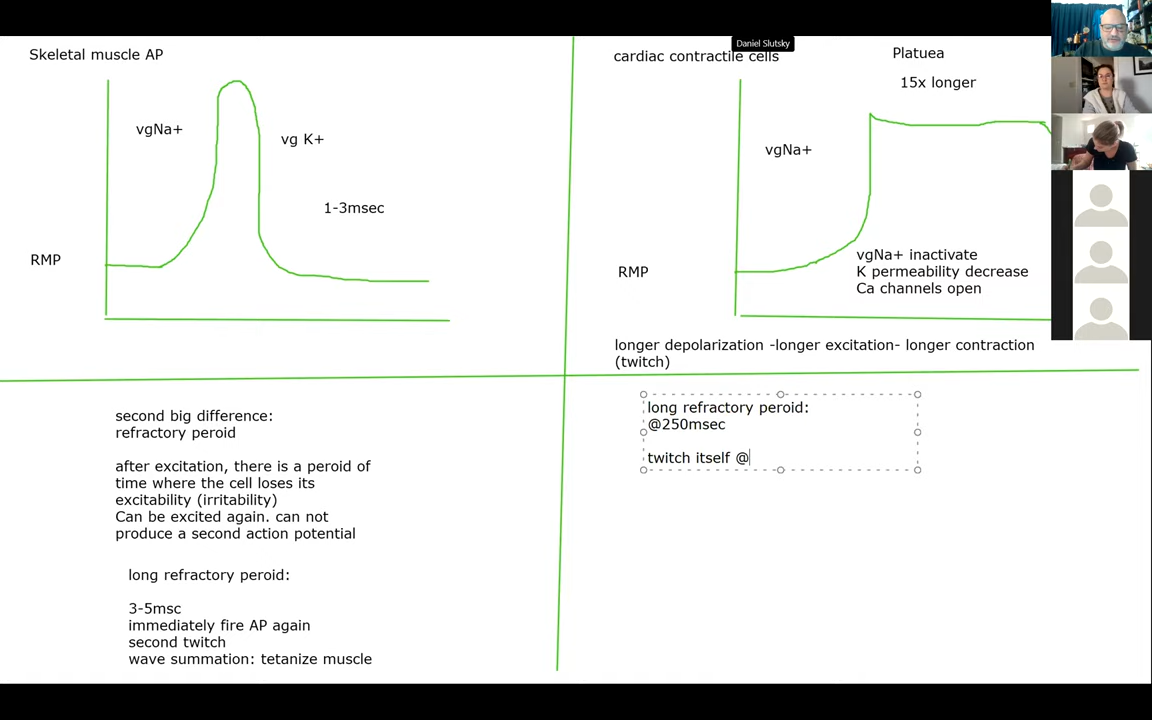 Skeletal muscle AP
vgNa+
vg K+
1-3msec
RMP
Daniel Slutsky
cardiac contractile cells
Platuea
15x longer
vgNa+
RMP
vgNa+ inactivate
K permeability decrease
Ca channels open
longer depolarization -longer excitation- longer contraction
(twitch)
second big difference:
refractory peroid
after excitation, there is a peroid of
time where the cell loses its
excitability (irritability)
Can be excited again. can not
produce a second action potential
long refractory peroid:
3-5msc
immediately fire AP again
second twitch
wave summation: tetanize muscle
long refractory peroid:
@250msec
twitch itself @